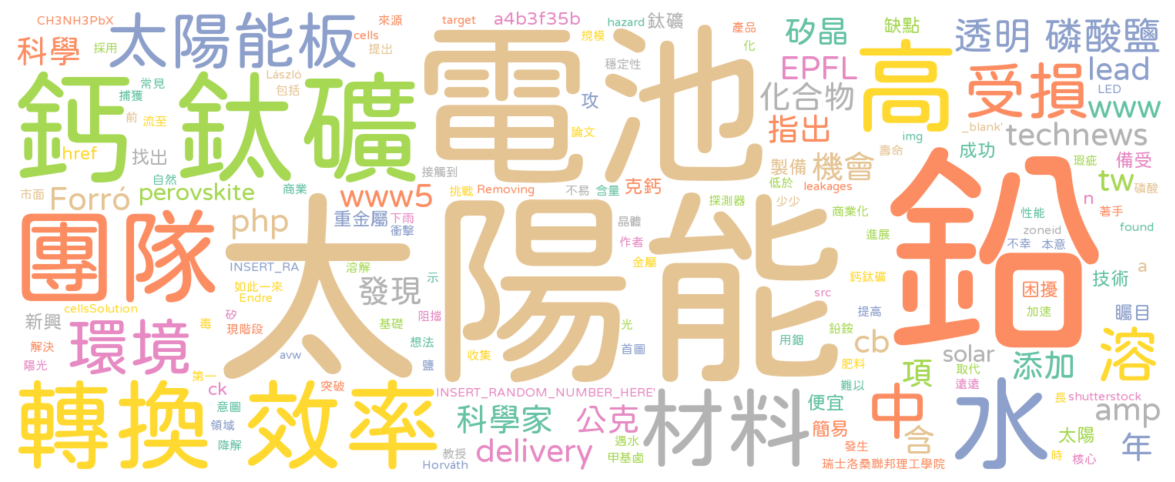 CH3NH3PbX
來源
target
a4b3f35b
hazard
鈦礦
產品
缺點
科學
採用
太陽能板
cells
提出
電池
規模
化
矽晶
高
透明
磷酸鹽
László
包括
穩定性
EPFL
受損
lead
鈣
鈦礦
常見
捕獲
攻
化合物
LED
www
前
流至
論文
指出
_blank'
img
technews
href
找出
接觸到
製備
機會
壽命
成功
瑕疵
備受
市面
自然
商業
挑戰
Removing
不易
含量
克鈣
低於
leakages
tw
磷酸
Forró
perovskite
www5
探測器
少少
鉛
n
團隊
php
重金屬
下雨
晶體
商業化
性能
著手
太陽能
衝擊
作者
進展
zoneid
found
INSERT_RA
溶解
示
金屬
不幸
本意
a
如此一來
發現
鈣鈦礦
技術
Endre
src
困擾
cellsSolution
新興
矽
毒
現階段
基礎
阻擋
光
提高
加速
矚目
環境
想法
用銦
鉛銨
解決
avw
收集
首圖
cb
溶
陽光
第一
鹽
肥料
solar
添加
取代
轉換
效率
ck
突破
INSERT_RANDOM_NUMBER_HERE'
項
難以
遠遠
長
shutterstock
意圖
科學家
公克
材料
便宜
中
水
amp
領域
簡易
含
太陽
年
降解
教授
delivery
遇水
發生
時
核心
Horváth
甲基鹵
瑞士洛桑聯邦理工學院